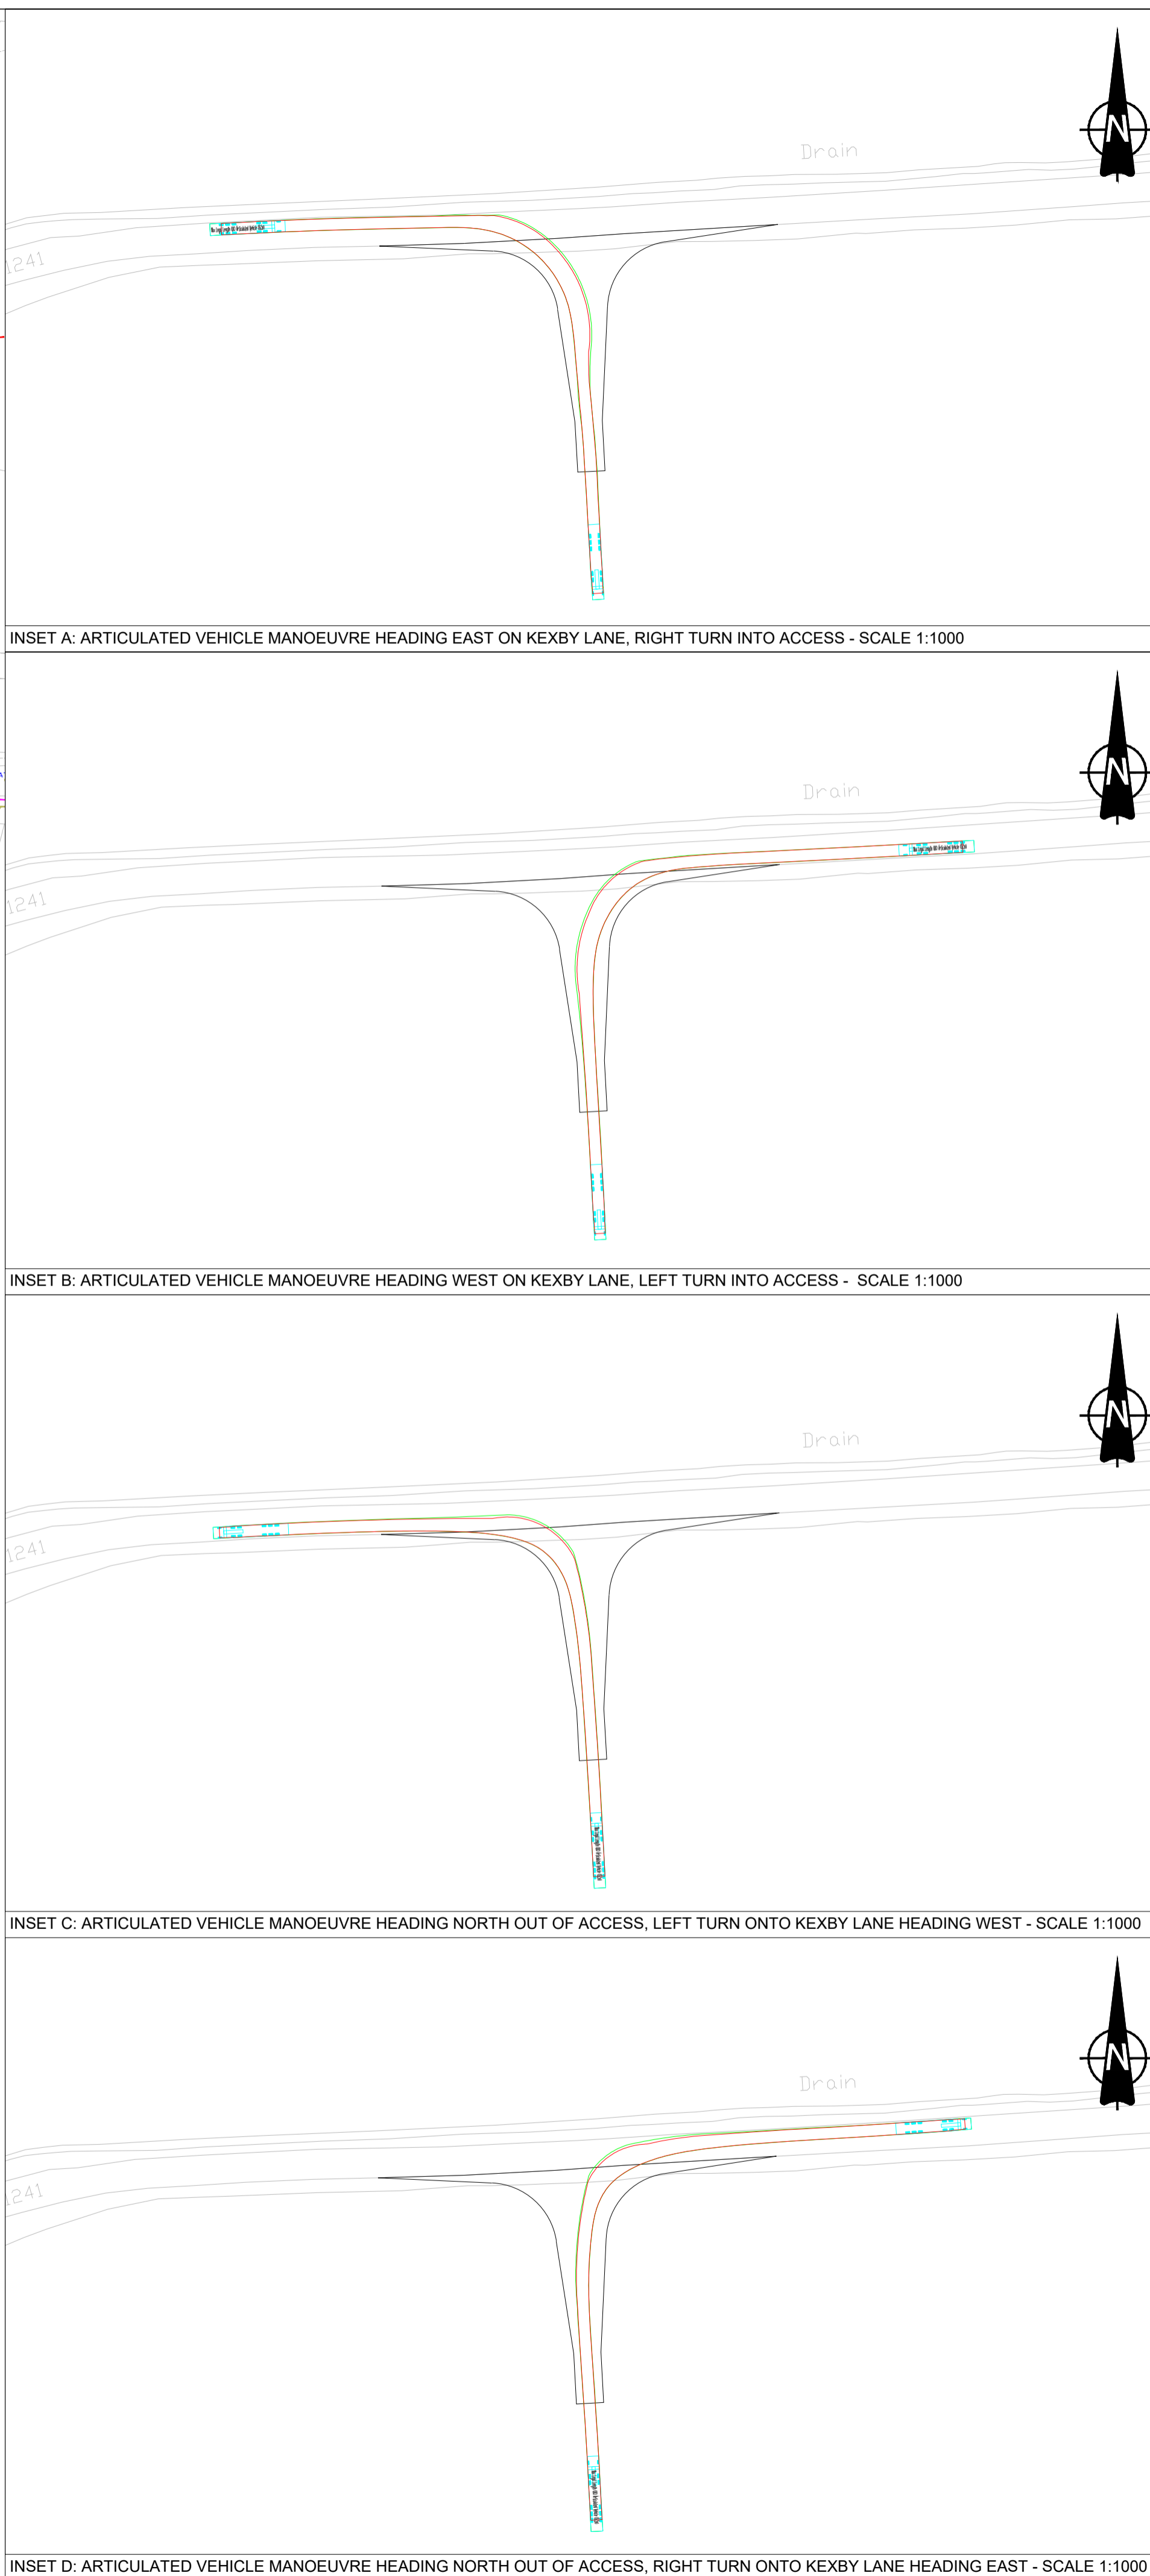 N
Drain
1241
INSET A: ARTICULATED VEHICLE MANOEUVRE HEADING EAST ON KEXBY LANE, RIGHT TURN INTO ACCESS - SCALE 1:1000
N
Drain
1241
INSET B: ARTICULATED VEHICLE MANOEUVRE HEADING WEST ON KEXBY LANE, LEFT TURN INTO ACCESS - SCALE 1:1000
N
Drain
1241
INSET C: ARTICULATED VEHICLE MANOEUVRE HEADING NORTH OUT OF ACCESS, LEFT TURN ONTO KEXBY LANE HEADING WEST - SCALE 1:1000
N
Drain
1241
INSET D: ARTICULATED VEHICLE MANOEUVRE HEADING NORTH OUT OF ACCESS, RIGHT TURN ONTO KEXBY LANE HEADING EAST - SCALE 1:1000